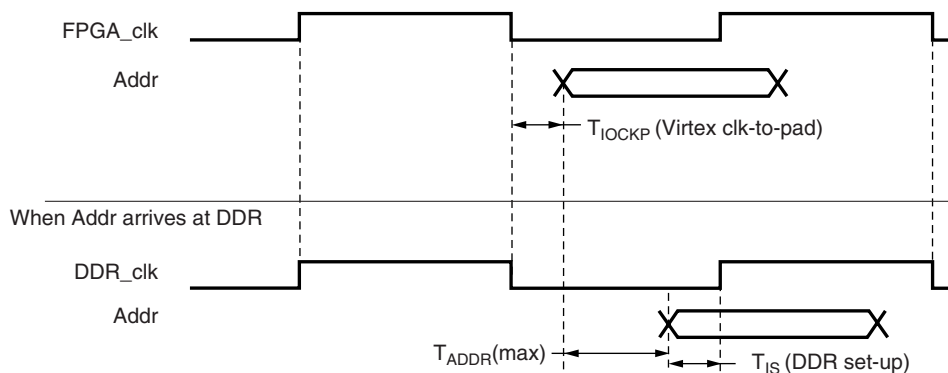 FPGA_clk
Addr
T_IOCKP (Virtex clk-to-pad)
When Addr arrives at DDR
DDR_clk
Addr
T_ADDR(max)
T_IS (DDR set-up)